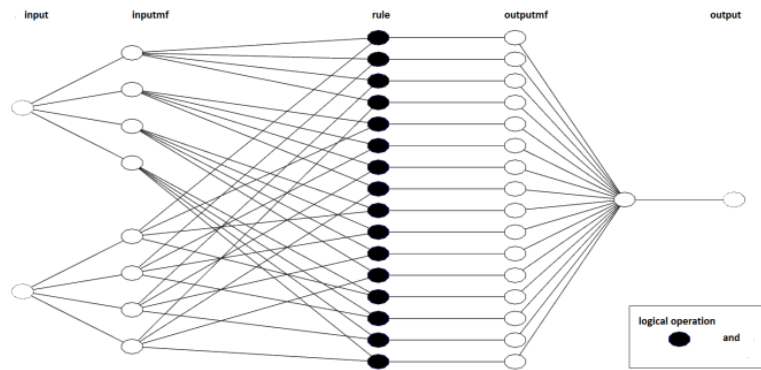 input inputmf rule outputmf output
logical operation
and